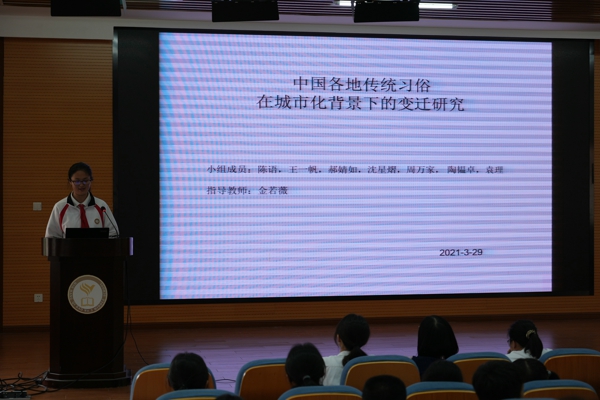 中国各地传统习俗
在城市化背景下的变迁研究
小组成员：陈语，王一帆，郝婧如，沈星熠，周万家，陶韫卓，袁理
指导教师：金若薇
2021-3-29